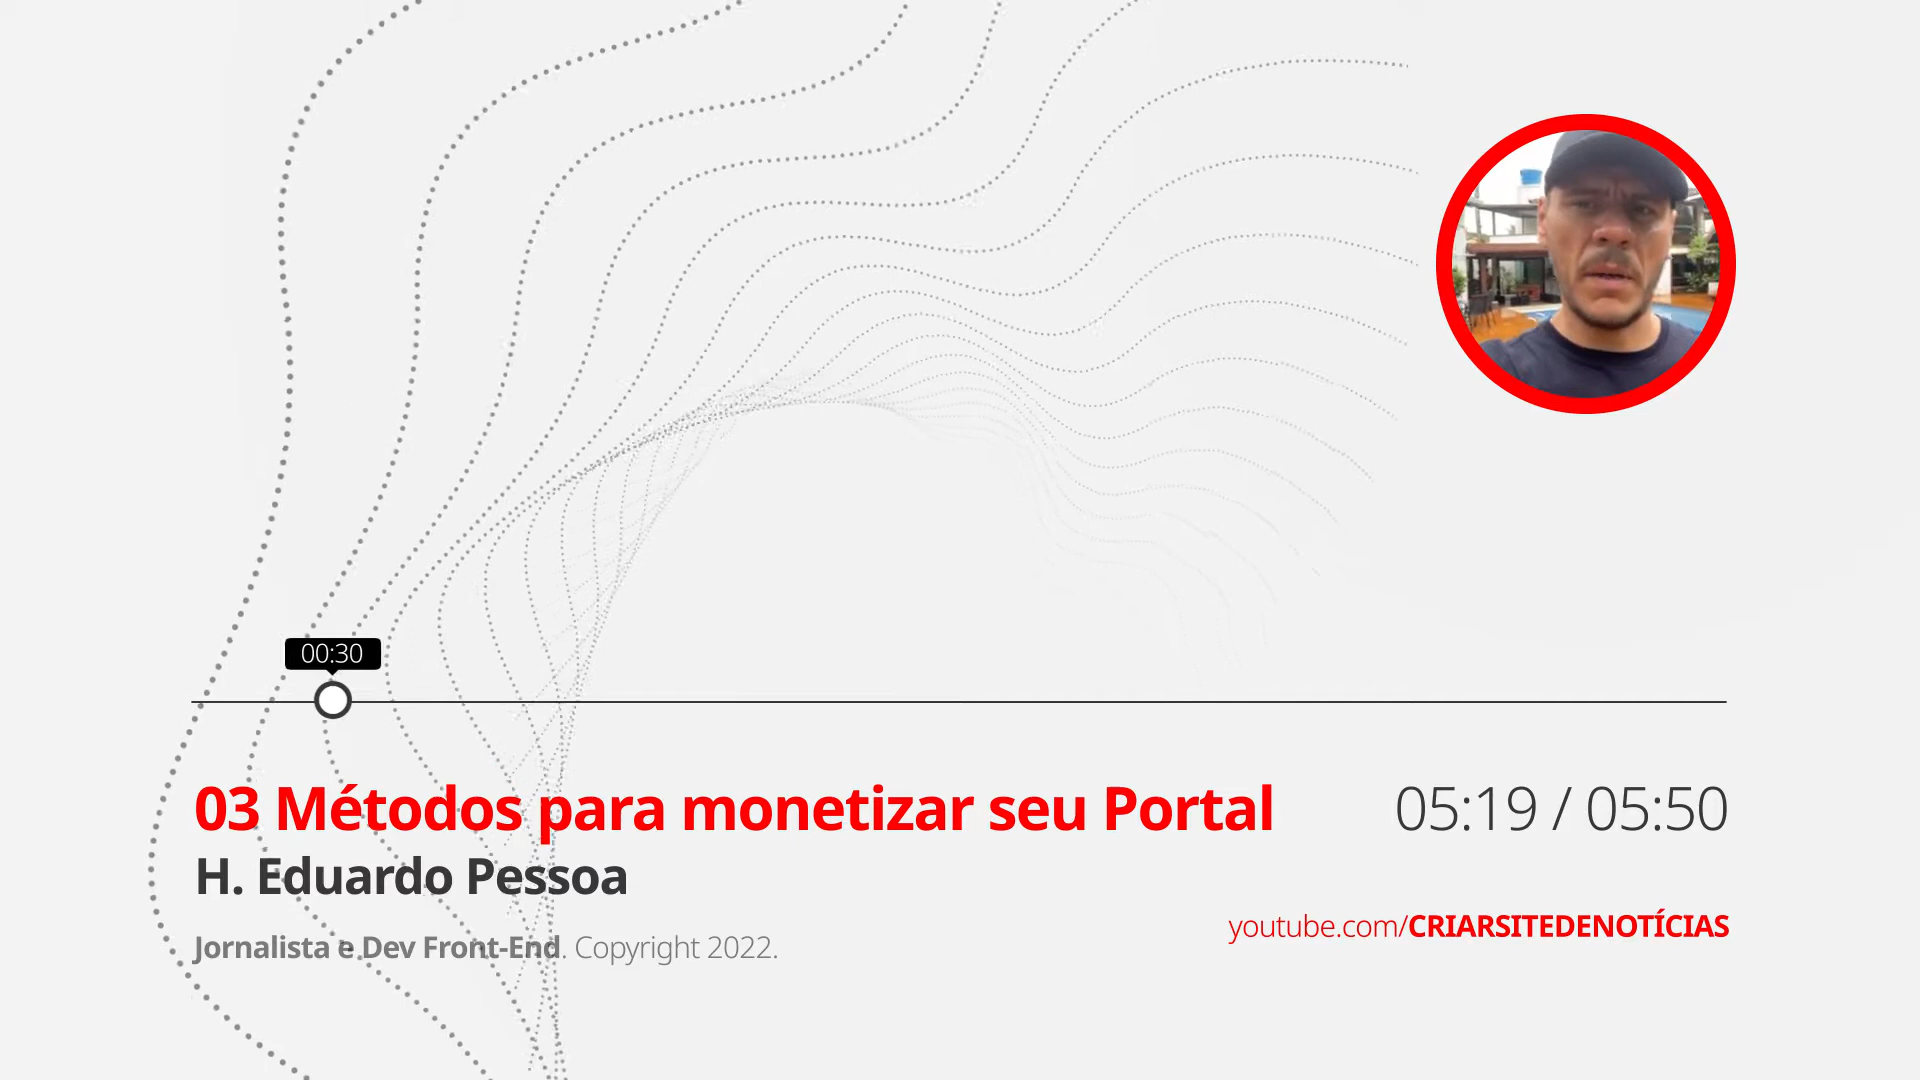 00:30
03 Métodos para monetizar seu Portal
05:19 / 05:50
H. Eduardo Pessoa
youtube.com/CRIARSITEDENOTÍCIAS
Jornalista e Dev Front-End. Copyright 2022.